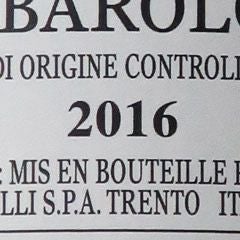 BAROLO
DI ORIGINE CONTROLL
2016
: MIS EN BOUTEILLE
LLI S.P.A. TRENTO IT